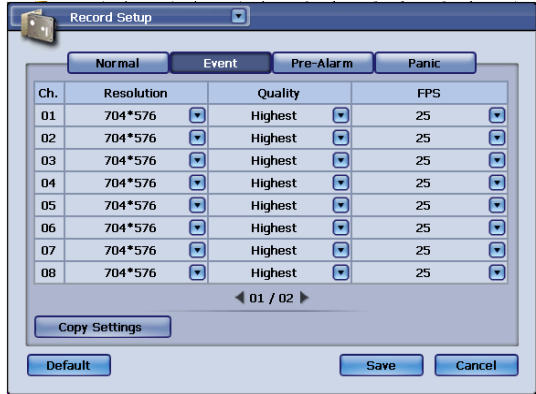 Record Setup
Normal Event Pre-Alarm Panic
Ch. Resolution Quality FPS
01 704*576 Highest 25
02 704*576 Highest 25
03 704*576 Highest 25
04 704*576 Highest 25
05 704*576 Highest 25
06 704*576 Highest 25
07 704*576 Highest 25
08 704*576 Highest 25
01 / 02
Copy Settings
Default Save Cancel